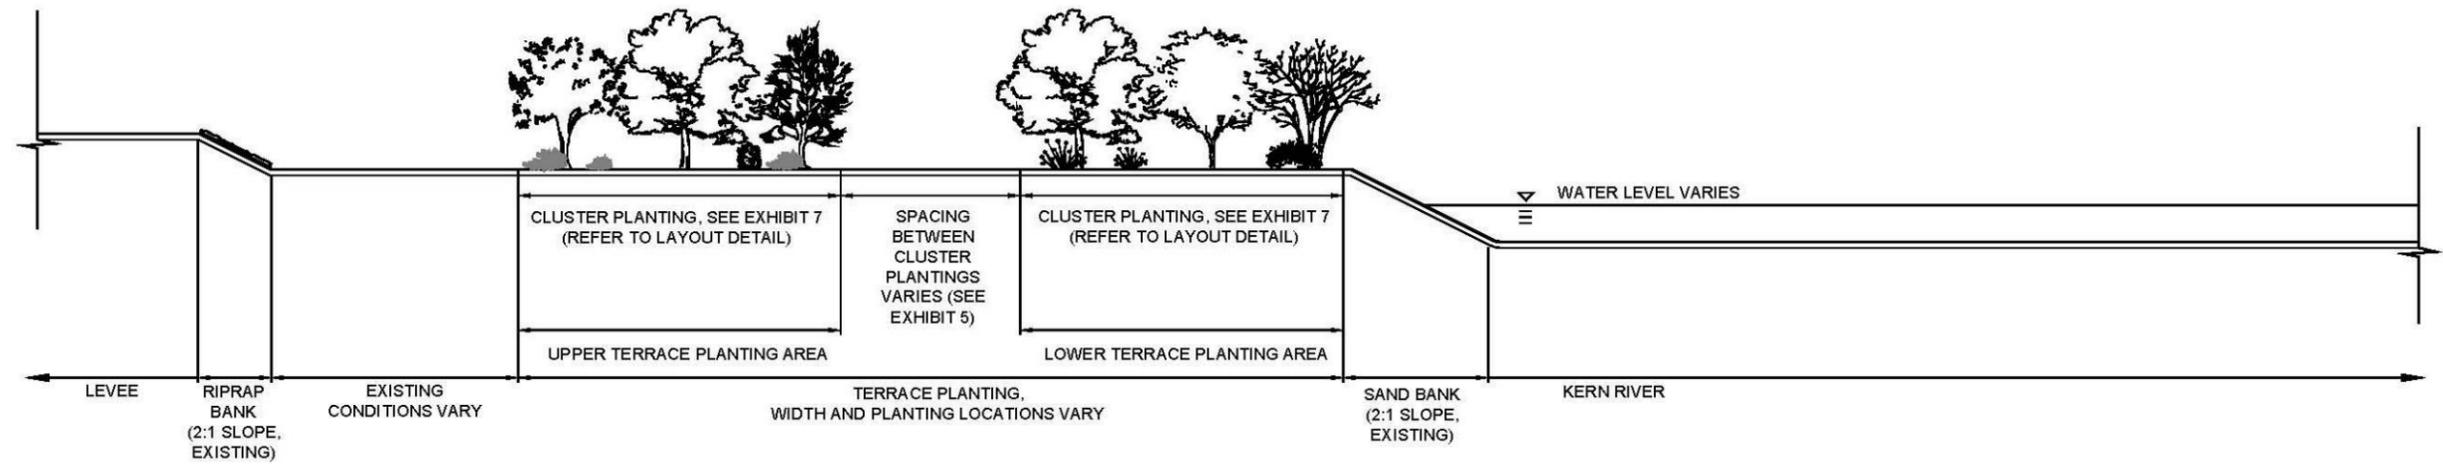 WATER LEVEL VARIES
CLUSTER PLANTING, SEE EXHIBIT 7
(REFER TO LAYOUT DETAIL)
SPACING
BETWEEN
CLUSTER
PLANTINGS
VARIES (SEE
EXHIBIT 5)
CLUSTER PLANTING, SEE EXHIBIT 7
(REFER TO LAYOUT DETAIL)
UPPER TERRACE PLANTING AREA
LOWER TERRACE PLANTING AREA
LEVEE
RIPRAP
BANK
(2:1 SLOPE,
EXISTING)
EXISTING
CONDITIONS VARY
TERRACE PLANTING,
WIDTH AND PLANTING LOCATIONS VARY
SAND BANK
(2:1 SLOPE,
EXISTING)
KERN RIVER